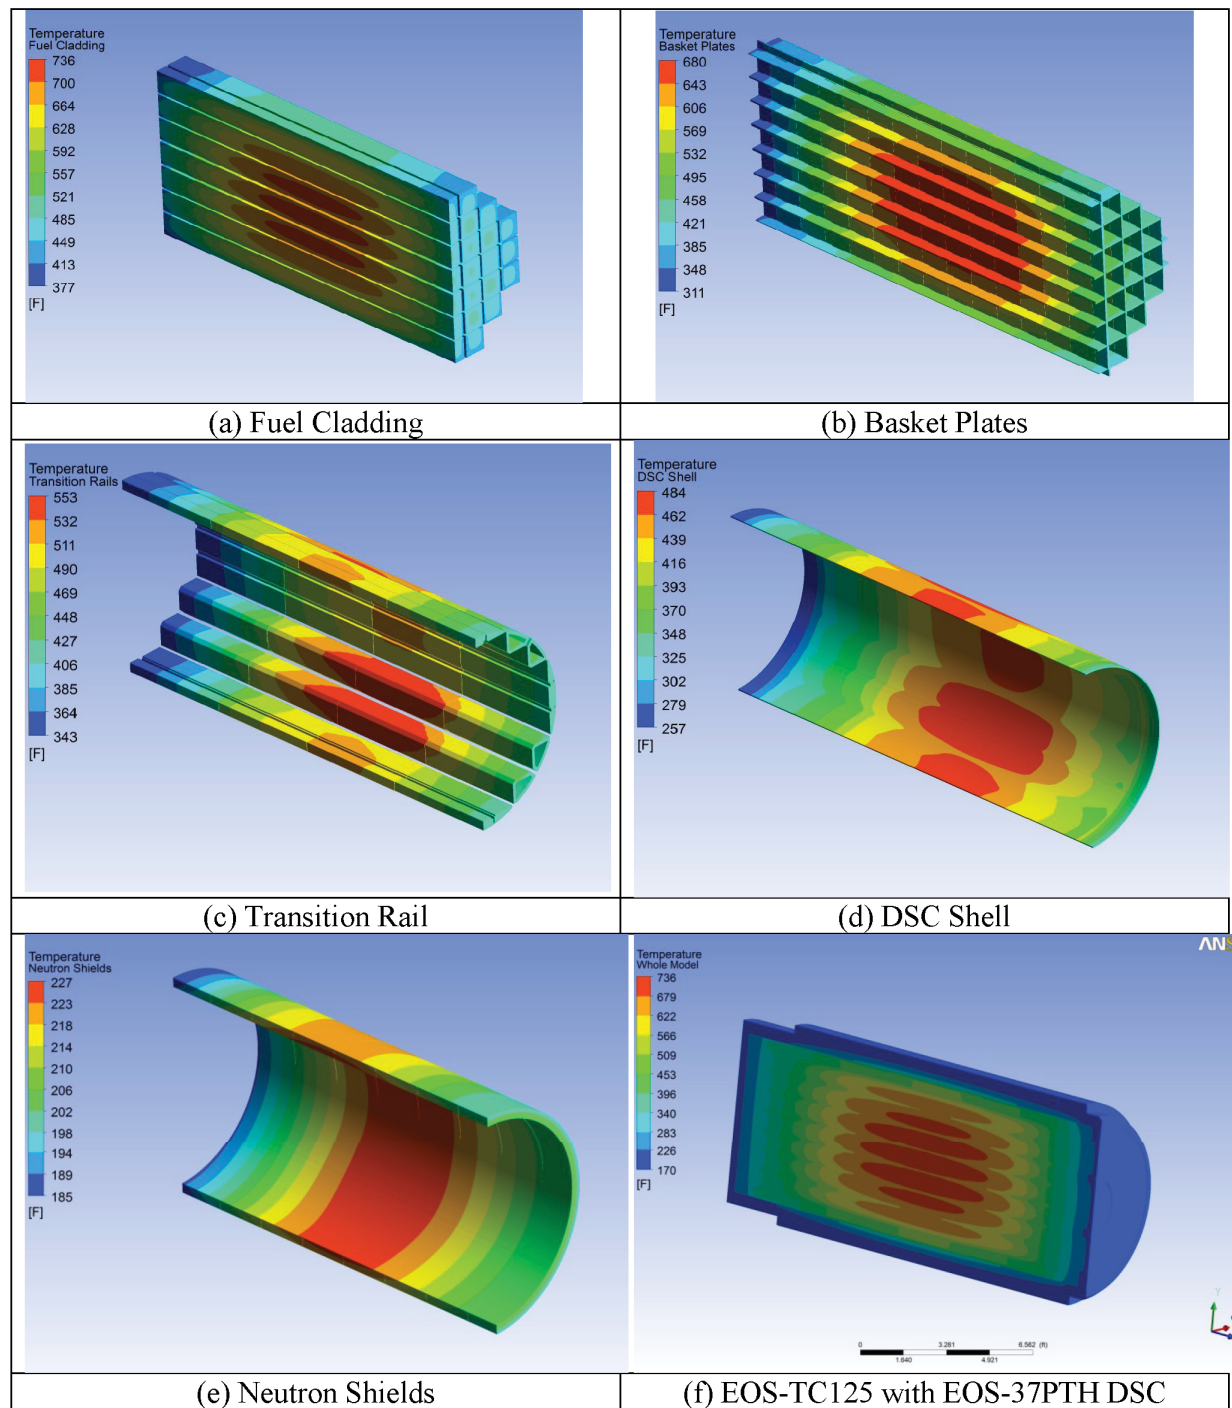 Temperature
Fuel Cladding
736
700
664
628
592
557
521
485
449
413
377
[F]
Temperature
Basket Plates
680
643
606
569
532
495
458
421
385
348
311
[F]
(a) Fuel Cladding
(b) Basket Plates
Temperature
Transition Rails
553
532
511
490
469
448
427
406
385
364
343
[F]
Temperature
DSC Shell
484
462
439
416
393
370
348
325
302
279
257
[F]
(c) Transition Rail
(d) DSC Shell
Temperature
Neutron Shields
227
223
218
214
210
206
202
198
194
189
185
[F]
ANS
Temperature
Whole Model
736
679
622
566
509
453
396
340
283
226
170
[F]
Y
0
3.281
6.562 (ft)
1.640
4.921
(e) Neutron Shields
(f) EOS-TC125 with EOS-37PTH DSC